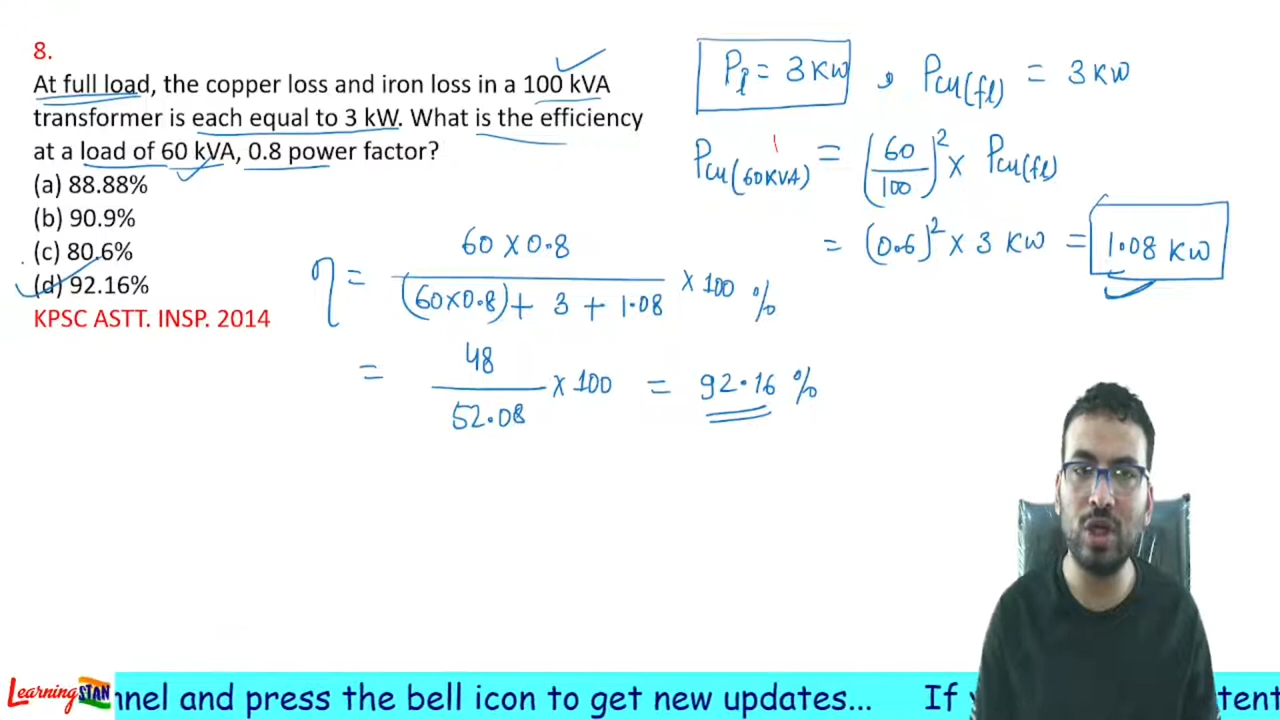 8.
At full load, the copper loss and iron loss in a 100 kVA
transformer is each equal to 3 kW. What is the efficiency
at a load of 60 kVA, 0.8 power factor?
(a) 88.88%
(b) 90.9%
(c) 80.6%
(d) 92.16%
KPSC ASTT. INSP. 2014
Pl = 3 KW , Pcu(fl) = 3 KW
Pcu(60KVA) = (60/100)² × Pcu(fl)
= (0.6)² × 3 KW = 1.08 KW
η = 60 × 0.8 / (60×0.8) + 3 + 1.08 × 100 %
= 48 / 52.08 × 100 = 92.16 %
LearningSTAN
nnel and press the bell icon to get new updates... If y tent